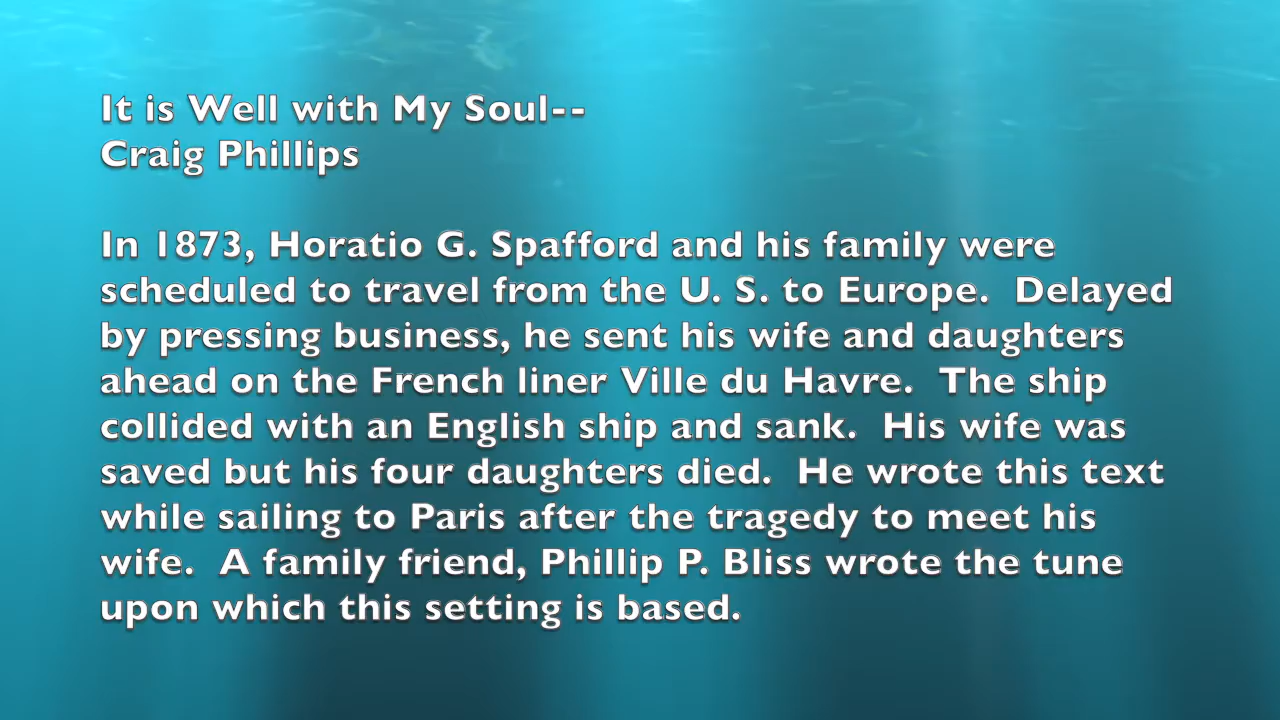 It is Well with My Soul--
Craig Phillips
In 1873, Horatio G. Spafford and his family were
scheduled to travel from the U. S. to Europe.  Delayed
by pressing business, he sent his wife and daughters
ahead on the French liner Ville du Havre.  The ship
collided with an English ship and sank.  His wife was
saved but his four daughters died.  He wrote this text
while sailing to Paris after the tragedy to meet his
wife.  A family friend, Phillip P. Bliss wrote the tune
upon which this setting is based.